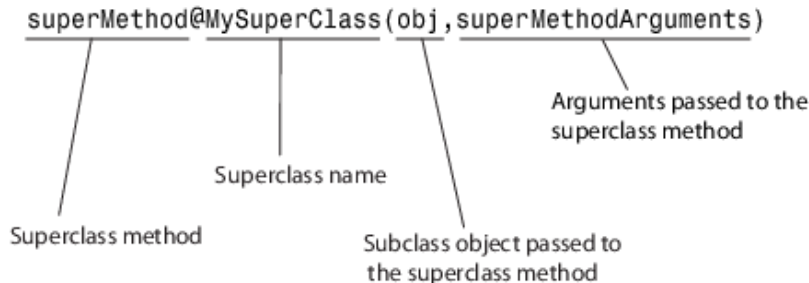 superMethod@MySuperClass(obj,superMethodArguments)
Arguments passed to the
superclass method
Superclass name
Superclass method
Subclass object passed to
the superclass method